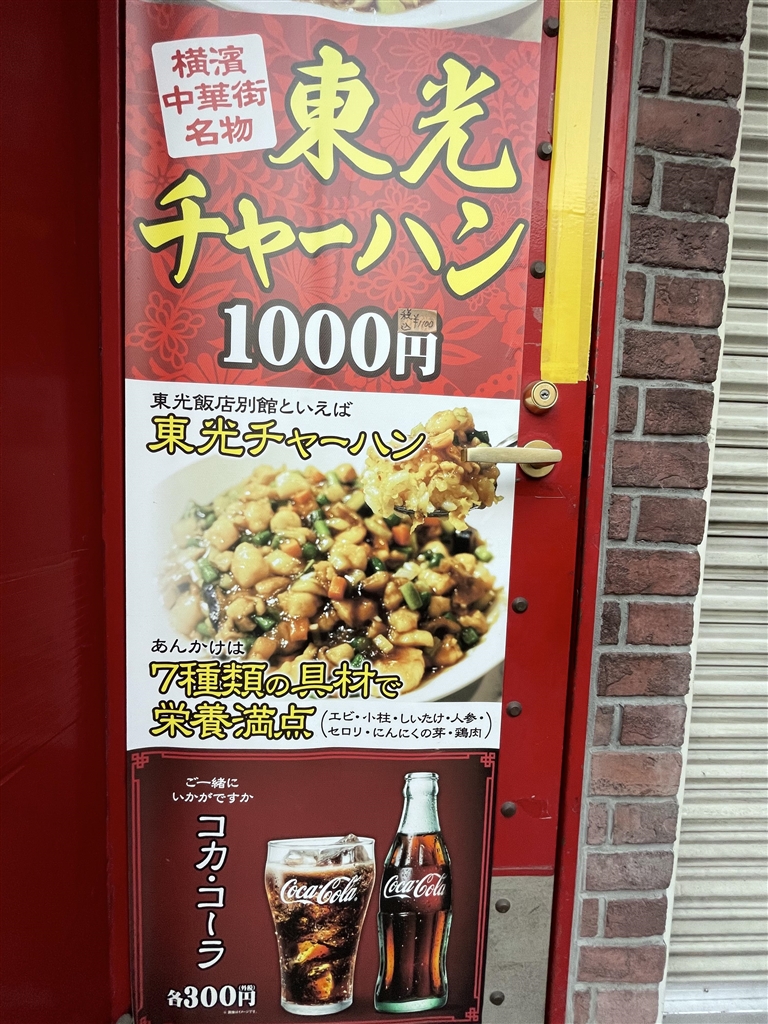 横濱
中華街
名物
東光
チャーハン
1000円
税込 ¥1100
東光飯店別館といえば
東光チャーハン
あんかけは
7種類の具材で
栄養満点
(エビ・小柱・しいたけ・人参・
セロリ・にんにくの芽・鶏肉)
ご一緒に
いかがですか
コカ・コーラ
Coca-Cola
Coca-Cola
各300円(外税)